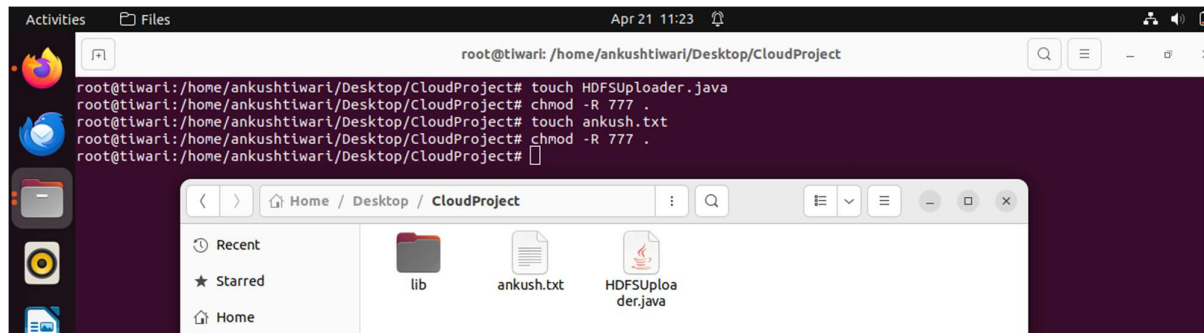 Activities Files Apr 21 11:23
root@tiwari: /home/ankushtiwari/Desktop/CloudProject
root@tiwari:/home/ankushtiwari/Desktop/CloudProject# touch HDFSUploader.java
root@tiwari:/home/ankushtiwari/Desktop/CloudProject# chmod -R 777 .
root@tiwari:/home/ankushtiwari/Desktop/CloudProject# touch ankush.txt
root@tiwari:/home/ankushtiwari/Desktop/CloudProject# chmod -R 777 .
root@tiwari:/home/ankushtiwari/Desktop/CloudProject#
Home / Desktop / CloudProject
Recent
Starred
Home
lib
ankush.txt
HDFSUploa
der.java